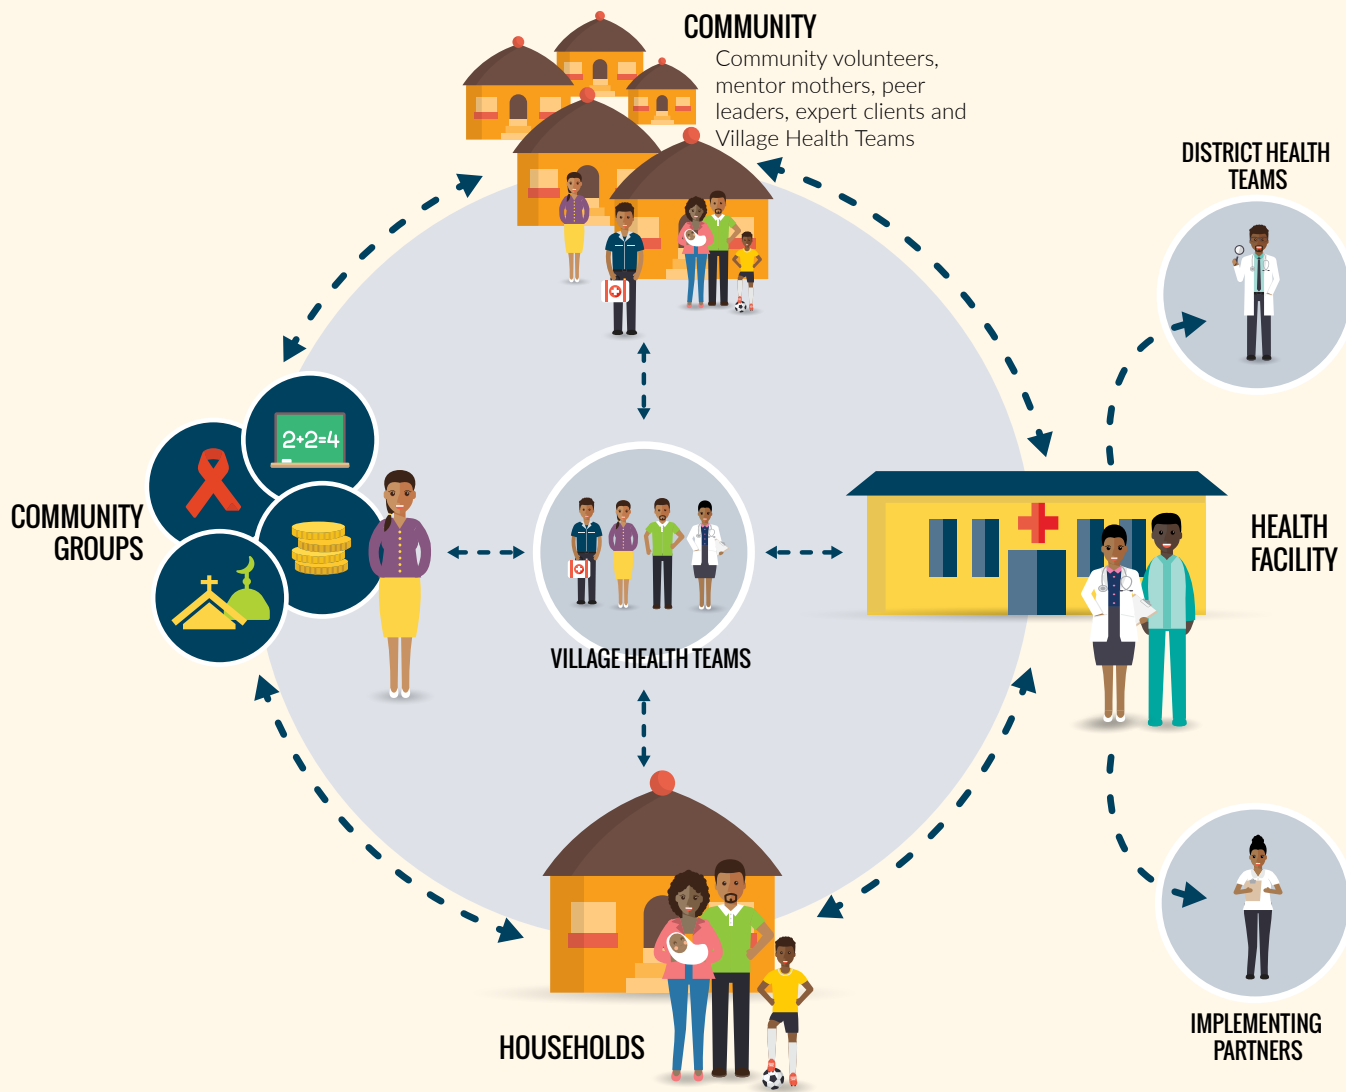 COMMUNITY
Community volunteers,
mentor mothers, peer
leaders, expert clients and
Village Health Teams
DISTRICT HEALTH
TEAMS
2+2=4
COMMUNITY
GROUPS
HEALTH
FACILITY
VILLAGE HEALTH TEAMS
HOUSEHOLDS
IMPLEMENTING
PARTNERS